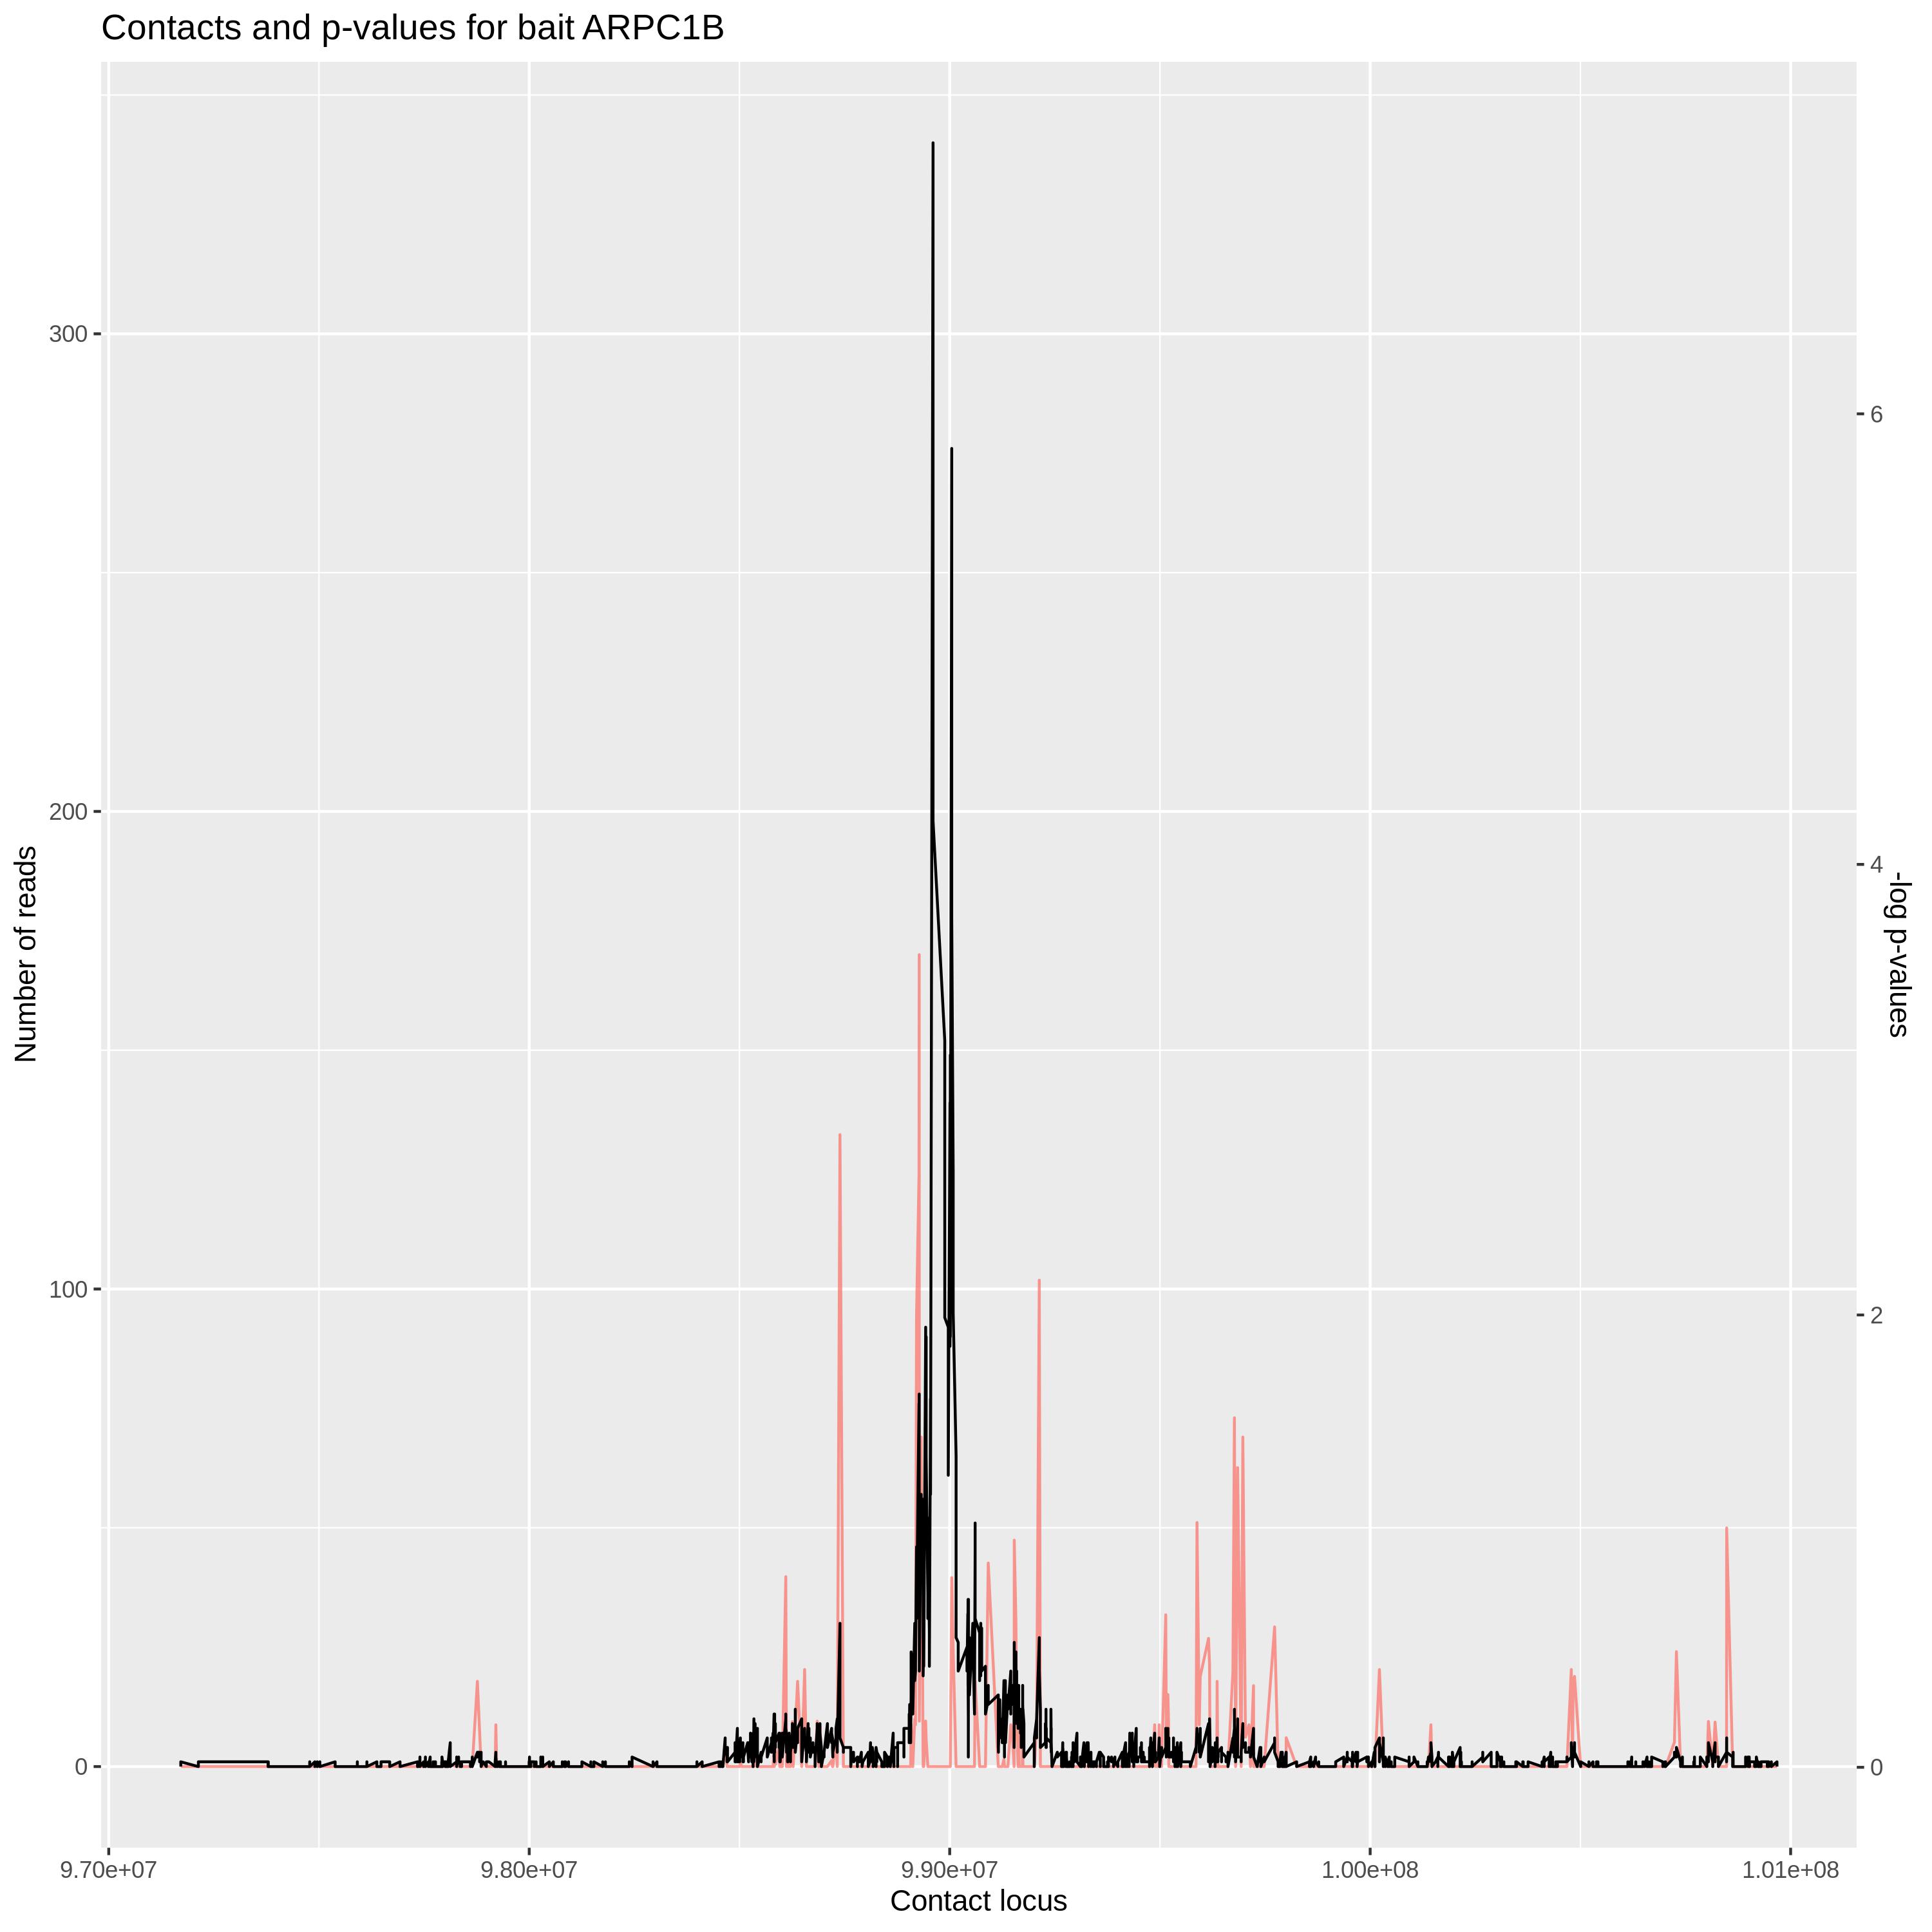 Contacts and p-values for bait ARPC1B
300
200
100
0
Number of reads
6
4
2
0
-log p-values
9.70e+07
9.80e+07
9.90e+07
1.00e+08
1.01e+08
Contact locus